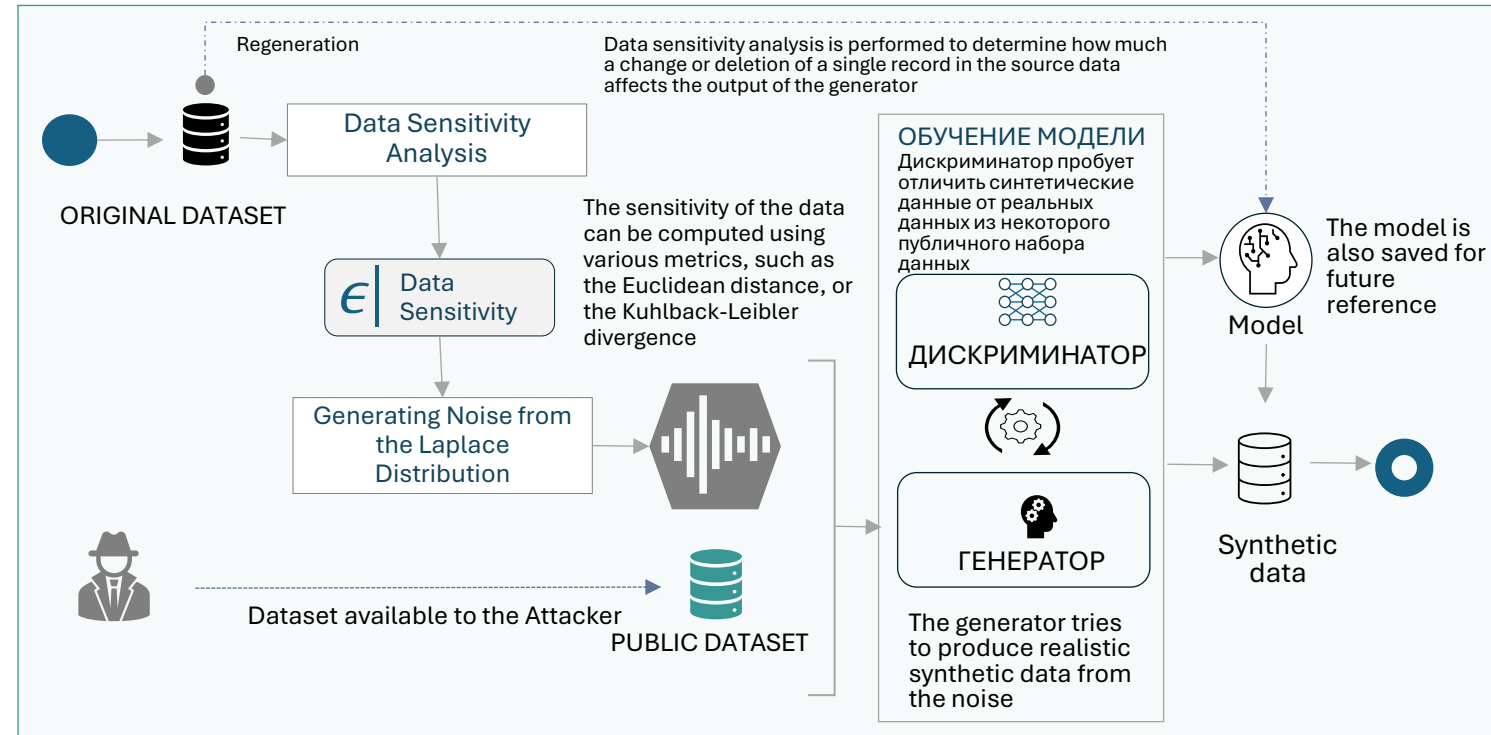 Regeneration
Data sensitivity analysis is performed to determine how much
a change or deletion of a single record in the source data
affects the output of the generator
Data Sensitivity
Analysis
ORIGINAL DATASET
The sensitivity of the data
can be computed using
various metrics, such as
the Euclidean distance, or
the Kuhlback-Leibler
divergence
ϵ
Data
Sensitivity
Generating Noise from
the Laplace
Distribution
Dataset available to the Attacker
PUBLIC DATASET
ОБУЧЕНИЕ МОДЕЛИ
Дискриминатор пробует
отличить синтетические
данные от реальных
данных из некоторого
публичного набора
данных
ДИСКРИМИНАТОР
ГЕНЕРАТОР
The generator tries
to produce realistic
synthetic data from
the noise
The model is
also saved for
future
reference
Model
Synthetic
data